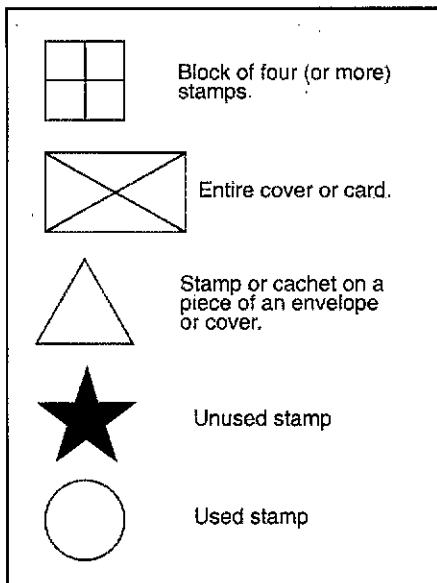 Block of four (or more)
stamps.
Entire cover or card.
Stamp or cachet on a
piece of an envelope
or cover.
Unused stamp
Used stamp